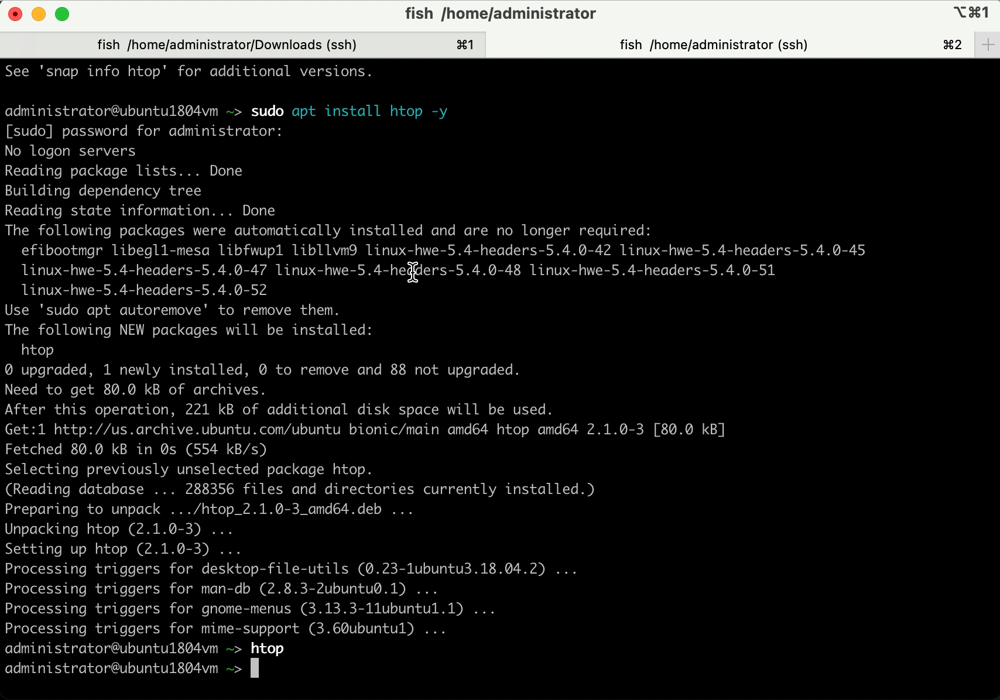 fish /home/administrator ⌥⌘1
fish /home/administrator/Downloads (ssh) ⌘1 fish /home/administrator (ssh) ⌘2
See 'snap info htop' for additional versions.
administrator@ubuntu1804vm ~> sudo apt install htop -y
[sudo] password for administrator:
No logon servers
Reading package lists... Done
Building dependency tree
Reading state information... Done
The following packages were automatically installed and are no longer required:
  efibootmgr libegl1-mesa libfwup1 libllvm9 linux-hwe-5.4-headers-5.4.0-42 linux-hwe-5.4-headers-5.4.0-45
  linux-hwe-5.4-headers-5.4.0-47 linux-hwe-5.4-headers-5.4.0-48 linux-hwe-5.4-headers-5.4.0-51
  linux-hwe-5.4-headers-5.4.0-52
Use 'sudo apt autoremove' to remove them.
The following NEW packages will be installed:
  htop
0 upgraded, 1 newly installed, 0 to remove and 88 not upgraded.
Need to get 80.0 kB of archives.
After this operation, 221 kB of additional disk space will be used.
Get:1 http://us.archive.ubuntu.com/ubuntu bionic/main amd64 htop amd64 2.1.0-3 [80.0 kB]
Fetched 80.0 kB in 0s (554 kB/s)
Selecting previously unselected package htop.
(Reading database ... 288356 files and directories currently installed.)
Preparing to unpack .../htop_2.1.0-3_amd64.deb ...
Unpacking htop (2.1.0-3) ...
Setting up htop (2.1.0-3) ...
Processing triggers for desktop-file-utils (0.23-1ubuntu3.18.04.2) ...
Processing triggers for man-db (2.8.3-2ubuntu0.1) ...
Processing triggers for gnome-menus (3.13.3-11ubuntu1.1) ...
Processing triggers for mime-support (3.60ubuntu1) ...
administrator@ubuntu1804vm ~> htop
administrator@ubuntu1804vm ~>